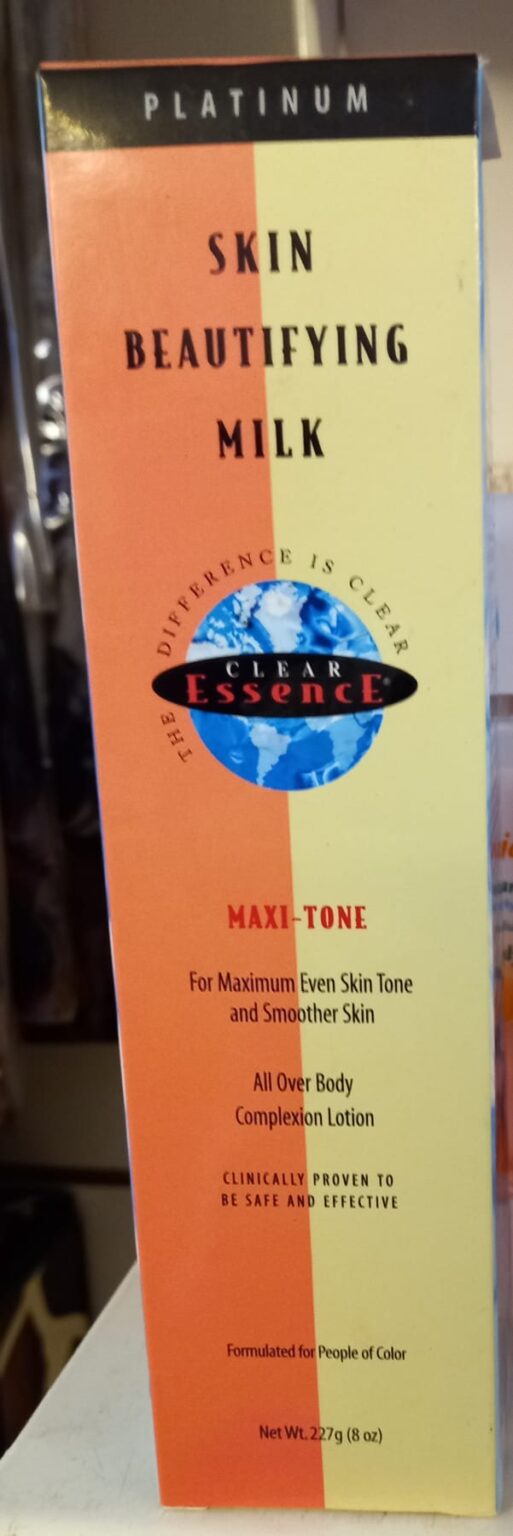 PLATINUM
SKIN
BEAUTIFYING
MILK
THE DIFFERENCE IS CLEAR
CLEAR
EssencE®
MAXI-TONE
For Maximum Even Skin Tone
and Smoother Skin
All Over Body
Complexion Lotion
CLINICALLY PROVEN TO
BE SAFE AND EFFECTIVE
Formulated for People of Color
Net Wt. 227g (8 oz)